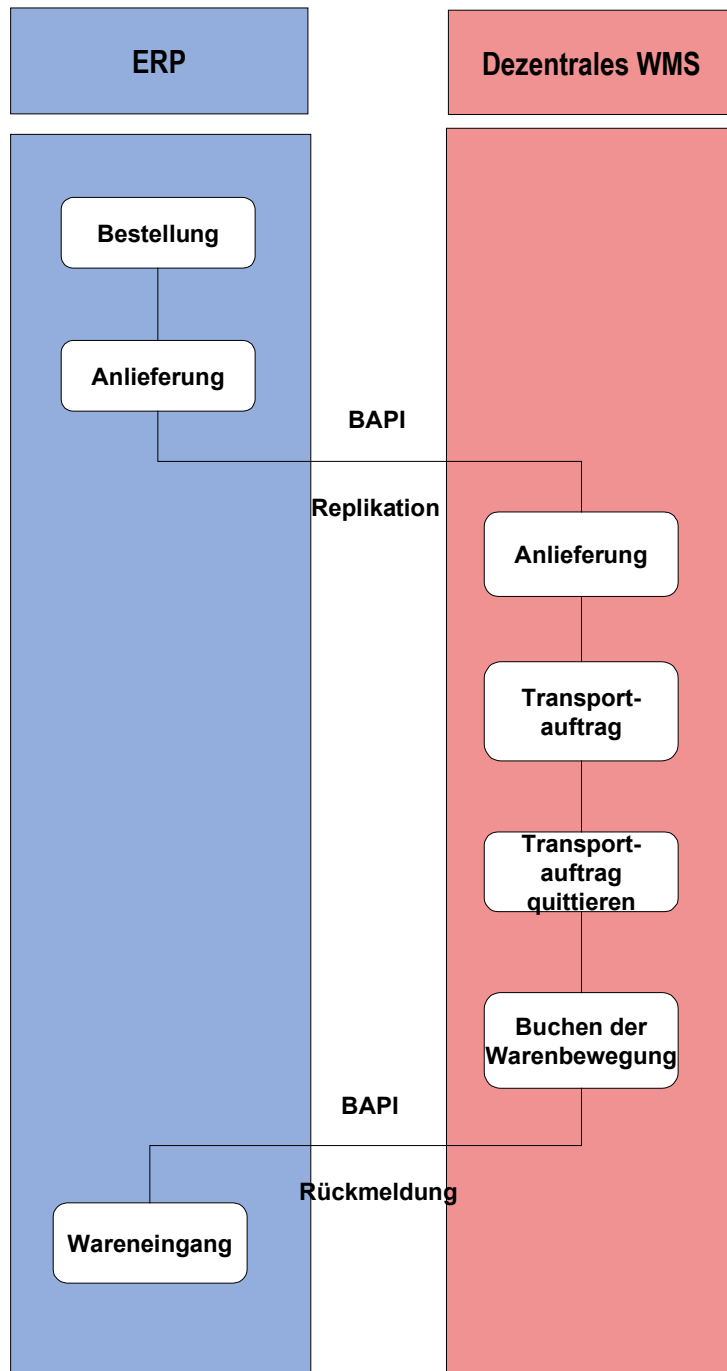 ERP
Dezentrales WMS
Bestellung
Anlieferung
BAPI
Replikation
Anlieferung
Transport-
auftrag
Transport-
auftrag
quittieren
Buchen der
Warenbewegung
BAPI
Rückmeldung
Wareneingang